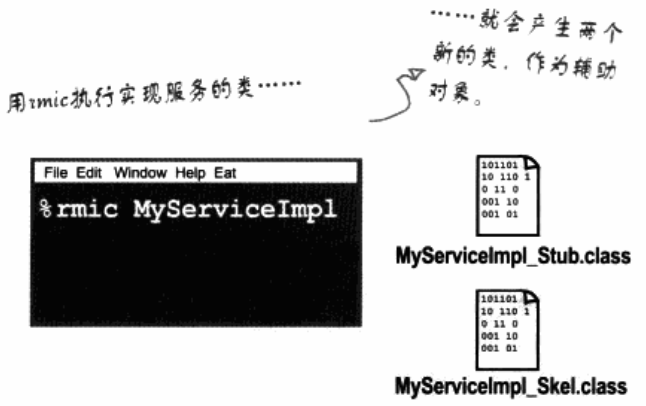 用rmic执行实现服务的类……
……就会产生两个
新的类，作为辅助
对象。
File Edit Window Help Eat
%rmic MyServiceImpl
101101
10 110 1
0 11 0
001 10
001 01
MyServiceImpl_Stub.class
101101
10 110 1
0 11 0
001 10
001 01
MyServiceImpl_Skel.class